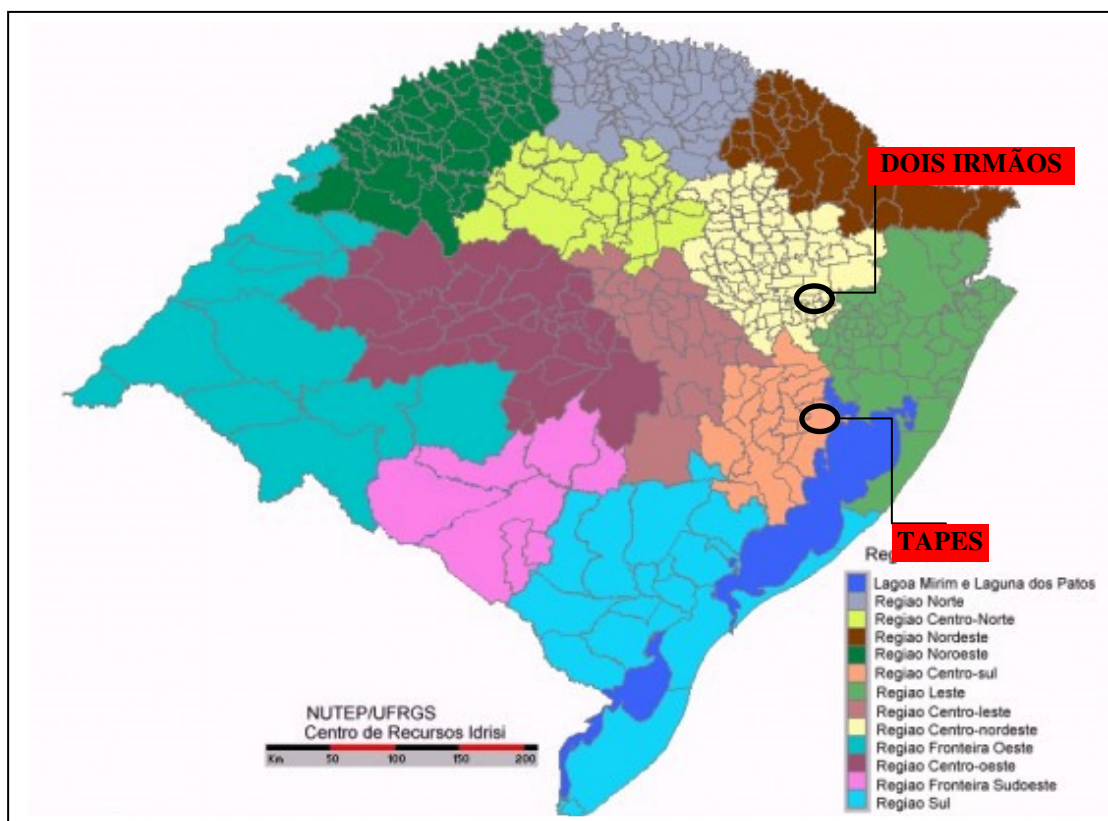 DOIS IRMÃOS
TAPES
Reg
Lagoa Mirim e Laguna dos Patos
Regiao Norte
Regiao Centro-Norte
Regiao Nordeste
Regiao Noroeste
Regiao Centro-sul
Regiao Leste
Regiao Centro-leste
Regiao Centro-nordeste
Regiao Fronteira Oeste
Regiao Centro-oeste
Regiao Fronteira Sudoeste
Regiao Sul
NUTEP/UFRGS
Centro de Recursos Idrisi
Km 50 100 150 200